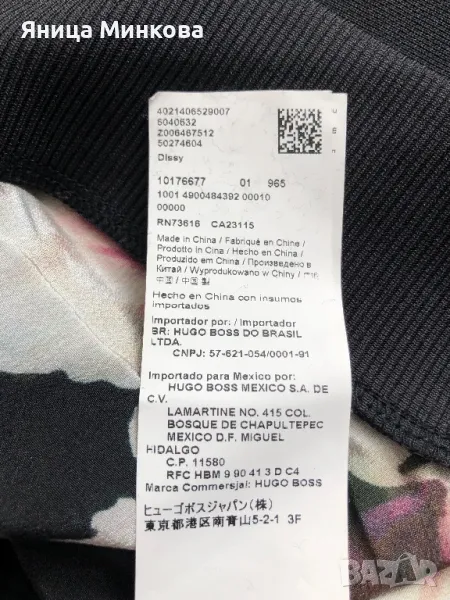 Яница Минкова
4021406529007
5040632
Z006487512
50274604
Dissy
10176677 01 965
1001 4900484392 00010
00000
RN73616 CA23115
Made in China / Fabriqué en Chine /
Prodotto in Cina / Hecho en China /
Produzido em China / Произведено в
Китай / Wyprodukowano w Chiny /
中国 / 中国製
Hecho en China con insumos
importados
Importador por: / Importador
BR: HUGO BOSS DO BRASIL
LTDA.
CNPJ: 57-621-054/0001-91
Importado para Mexico por:
HUGO BOSS MEXICO S.A. DE
C.V.
LAMARTINE NO. 415 COL.
BOSQUE DE CHAPULTEPEC
MEXICO D.F. MIGUEL
HIDALGO
C.P. 11580
RFC HBM 9 90 41 3 D C4
Marca Commersjal: HUGO BOSS
ヒューゴボスジャパン(株)
東京都港区南青山5-2-1 3F
BAZAR